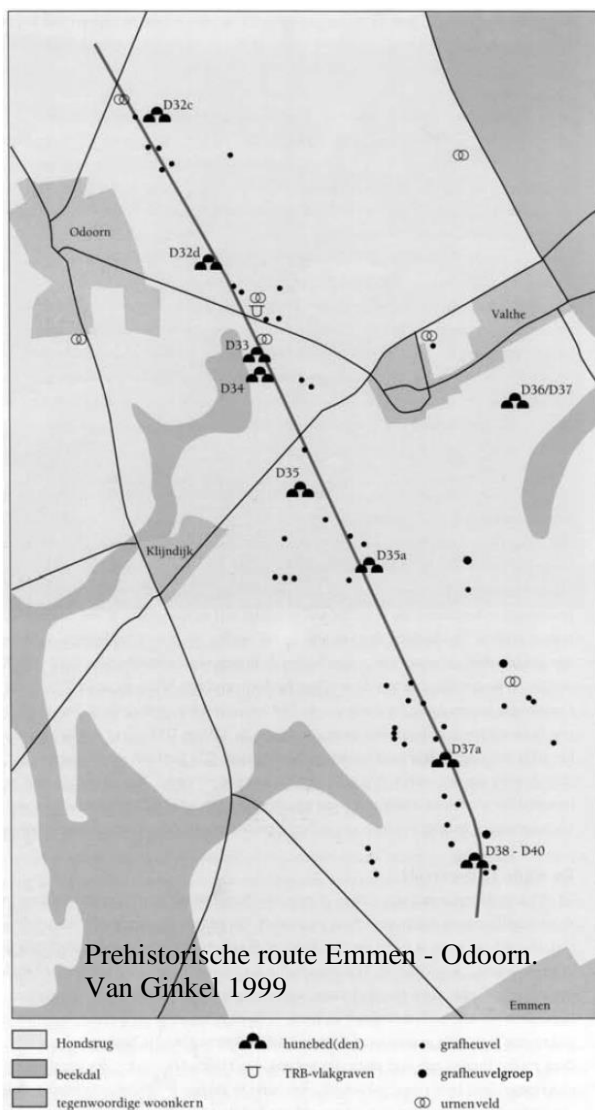 D32c
Odoorn
D32d
Valthe
D33
D34
D36/D37
D35
Klijndijk
D35a
D37a
D38 - D40
Prehistorische route Emmen - Odoorn.
Van Ginkel 1999
Emmen
Hondsrug
hunebed(den)
grafheuvel
beekdal
TRB-vlakgraven
grafheuvelgroep
tegenwoordige woonkern
urnenveld